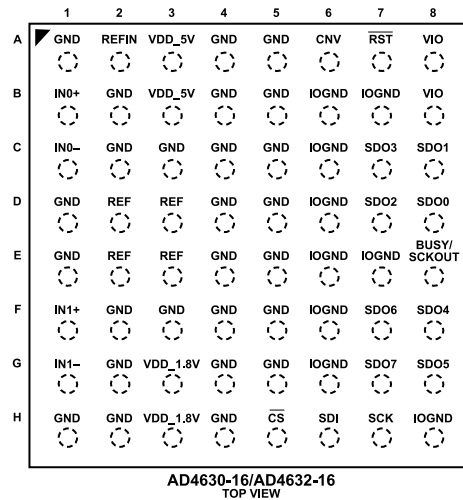 1 2 3 4 5 6 7 8
A GND REFIN VDD_5V GND GND CNV RST VIO
B IN0+ GND VDD_5V GND GND IOGND IOGND VIO
C IN0– GND GND GND GND IOGND SDO3 SDO1
D GND REF REF GND GND IOGND SDO2 SDO0
E GND REF REF GND GND IOGND IOGND BUSY/
SCKOUT
F IN1+ GND GND GND GND IOGND SDO6 SDO4
G IN1– GND VDD_1.8V GND GND IOGND SDO7 SDO5
H GND GND VDD_1.8V GND CS SDI SCK IOGND
AD4630-16/AD4632-16
TOP VIEW